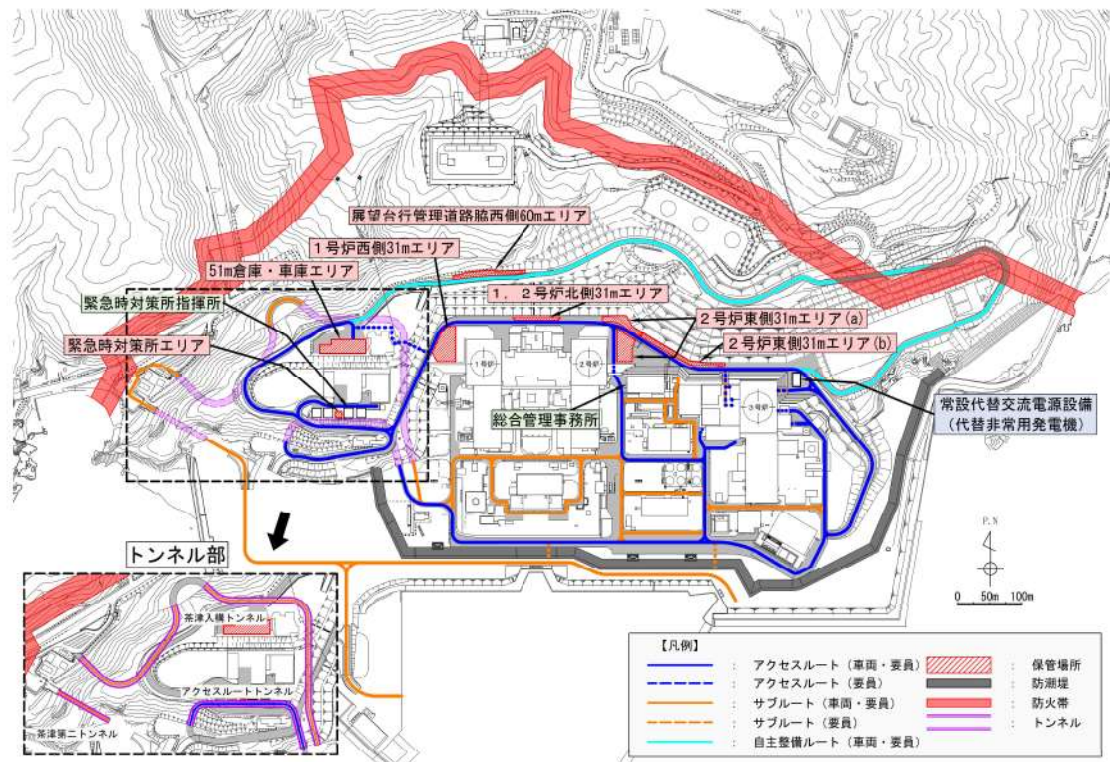 展望台行管理道路脇西側60mエリア
1号炉西側31mエリア
51m倉庫・車庫エリア
緊急時対策所指揮所
緊急時対策所エリア
1，2号炉北側31mエリア
2号炉東側31mエリア(a)
2号炉東側31mエリア(b)
1号炉
2号炉
3号炉
総合管理事務所
常設代替交流電源設備
(代替非常用発電機)
トンネル部
茶津入構トンネル
アクセスルートトンネル
茶津第二トンネル
P.N
0 50m 100m
【凡例】
： アクセスルート（車両・要員）
： アクセスルート（要員）
： サブルート（車両・要員）
： サブルート（要員）
： 自主整備ルート（車両・要員）
： 保管場所
： 防潮堤
： 防火帯
： トンネル